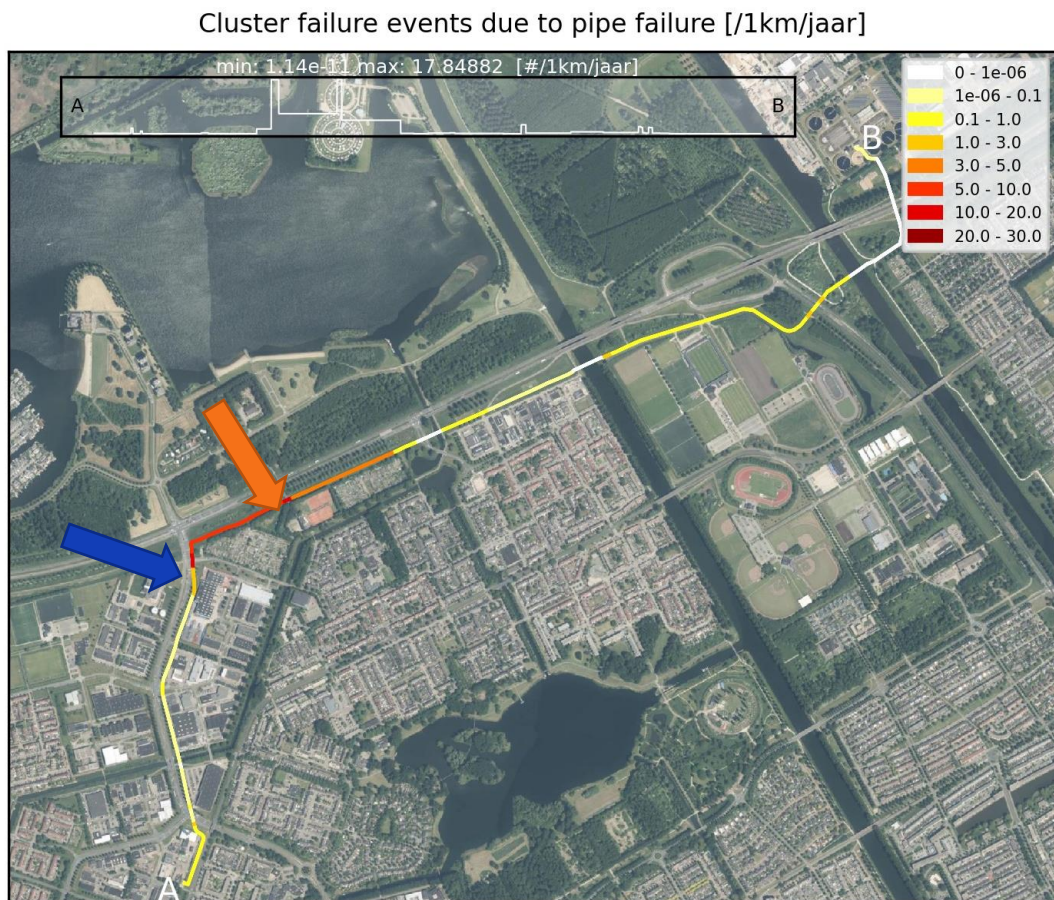 Cluster failure events due to pipe failure [/1km/jaar]
min: 1.14e-11 max: 17.84882 [#/1km/jaar]
A
B
0 - 1e-06
1e-06 - 0.1
0.1 - 1.0
1.0 - 3.0
3.0 - 5.0
5.0 - 10.0
10.0 - 20.0
20.0 - 30.0
B
A